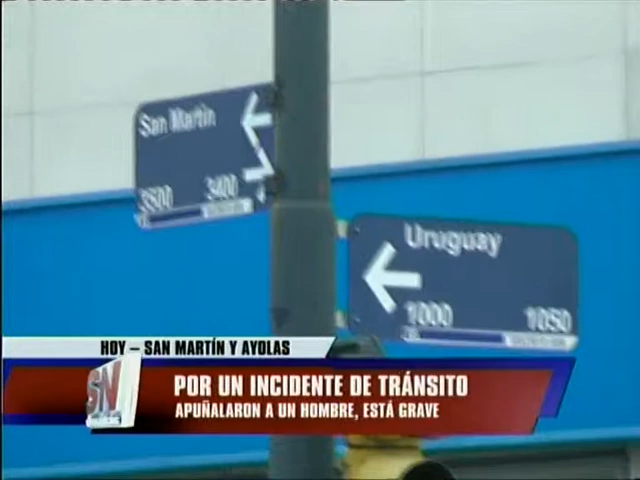 San Martín
3500 3400
Uruguay
1000 1050
HOY – SAN MARTÍN Y AYOLAS
SN
POR UN INCIDENTE DE TRÁNSITO
APUÑALARON A UN HOMBRE, ESTÁ GRAVE